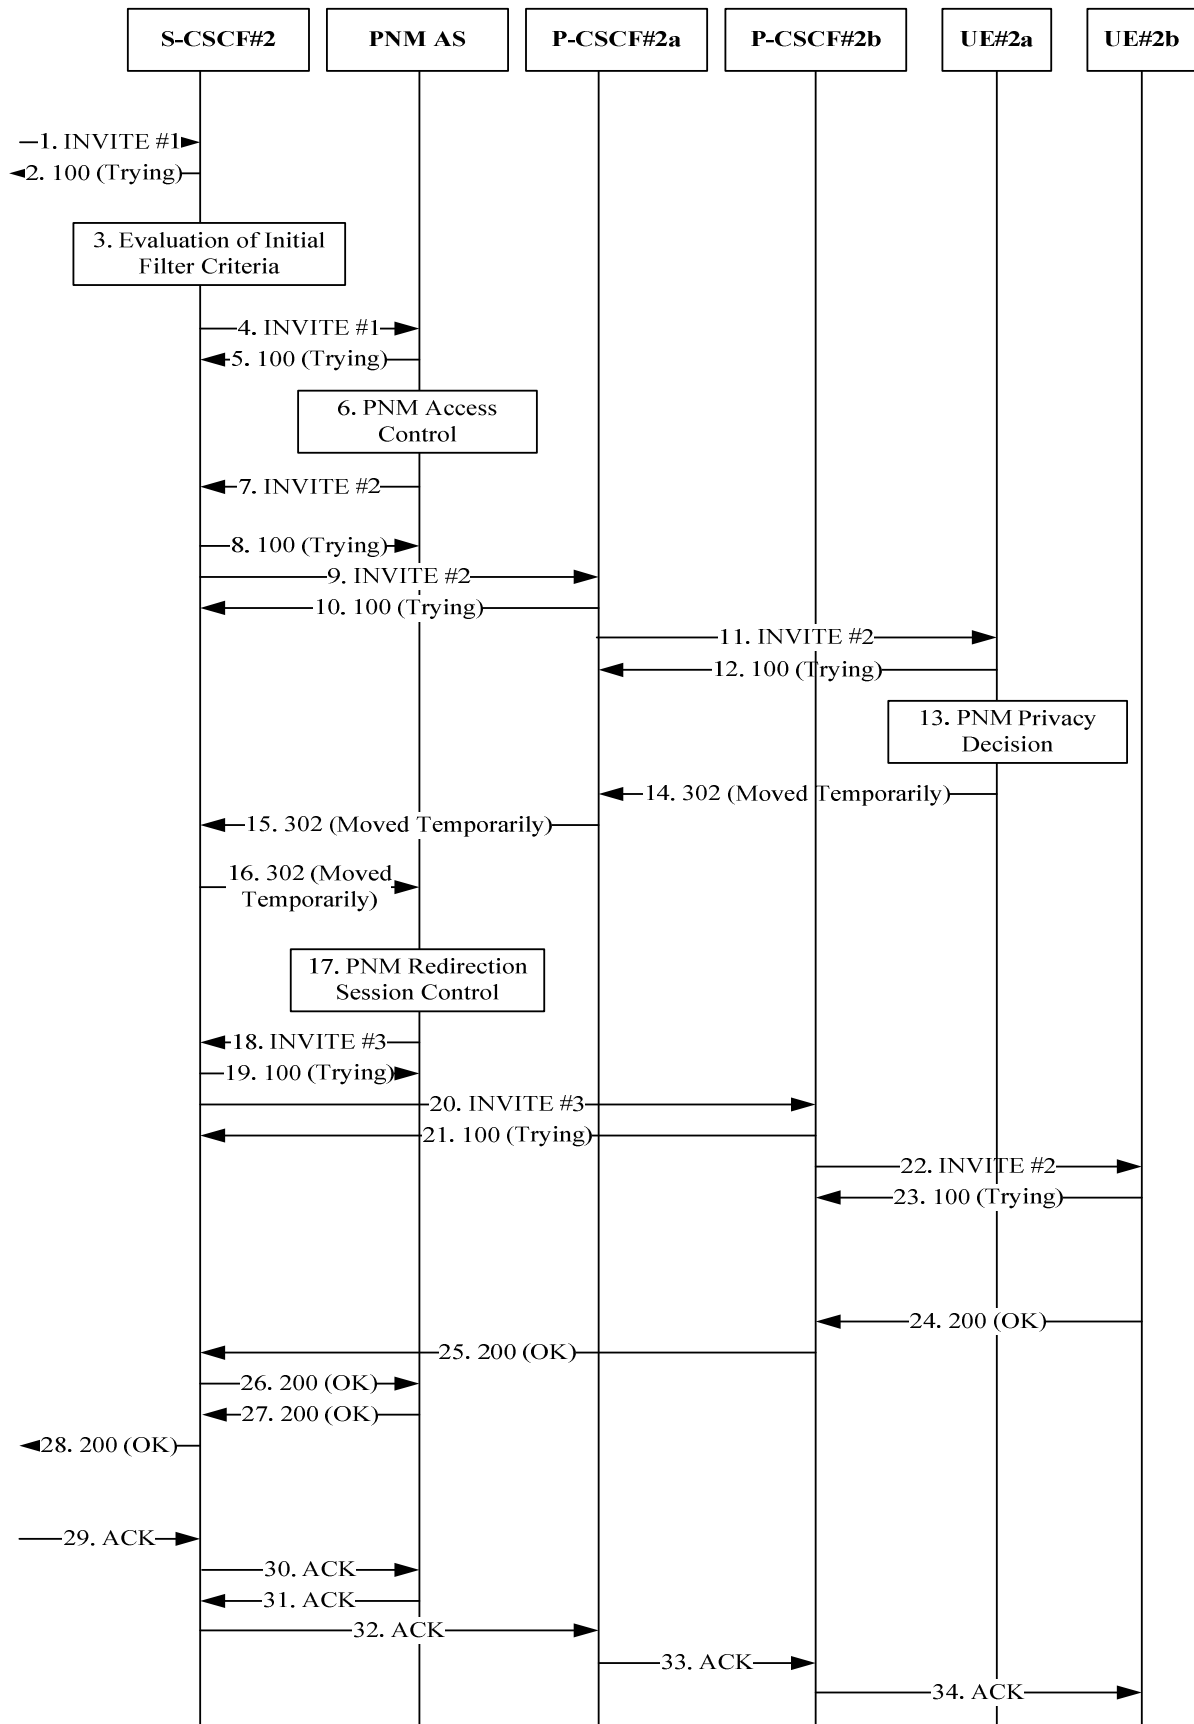 S-CSCF#2
PNM AS
P-CSCF#2a
P-CSCF#2b
UE#2a
UE#2b
1. INVITE #1
2. 100 (Trying)
3. Evaluation of Initial
Filter Criteria
4. INVITE #1
5. 100 (Trying)
6. PNM Access
Control
7. INVITE #2
8. 100 (Trying)
9. INVITE #2
10. 100 (Trying)
11. INVITE #2
12. 100 (Trying)
13. PNM Privacy
Decision
14. 302 (Moved Temporarily)
15. 302 (Moved Temporarily)
16. 302 (Moved
Temporarily)
17. PNM Redirection
Session Control
18. INVITE #3
19. 100 (Trying)
20. INVITE #3
21. 100 (Trying)
22. INVITE #2
23. 100 (Trying)
24. 200 (OK)
25. 200 (OK)
26. 200 (OK)
27. 200 (OK)
28. 200 (OK)
29. ACK
30. ACK
31. ACK
32. ACK
33. ACK
34. ACK